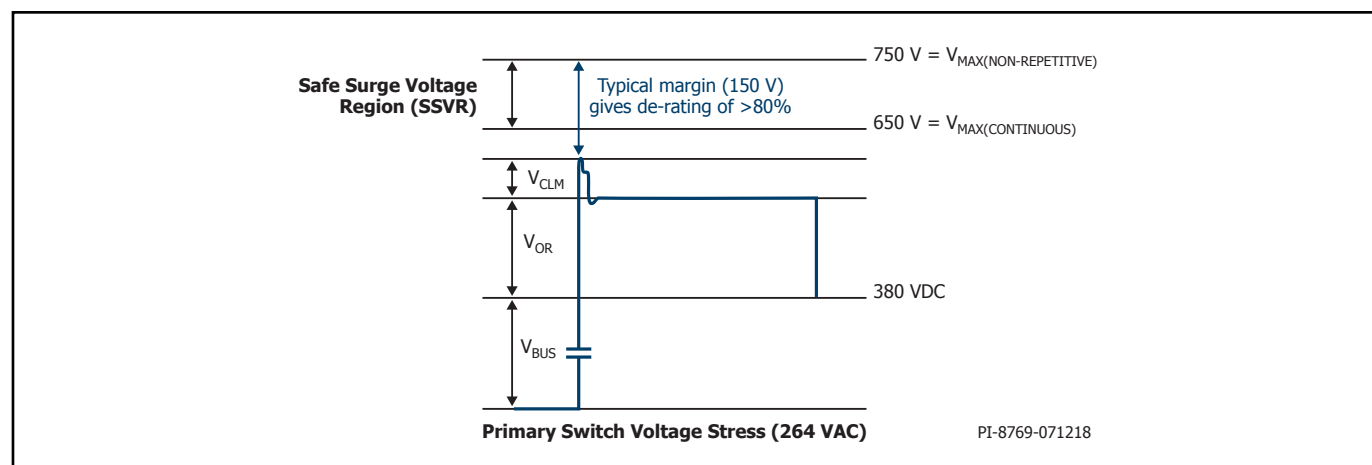 750 V = VMAX(NON-REPETITIVE)
Safe Surge Voltage
Region (SSVR)
Typical margin (150 V)
gives de-rating of >80%
650 V = VMAX(CONTINUOUS)
VCLM
VOR
380 VDC
VBUS
Primary Switch Voltage Stress (264 VAC)
PI-8769-071218